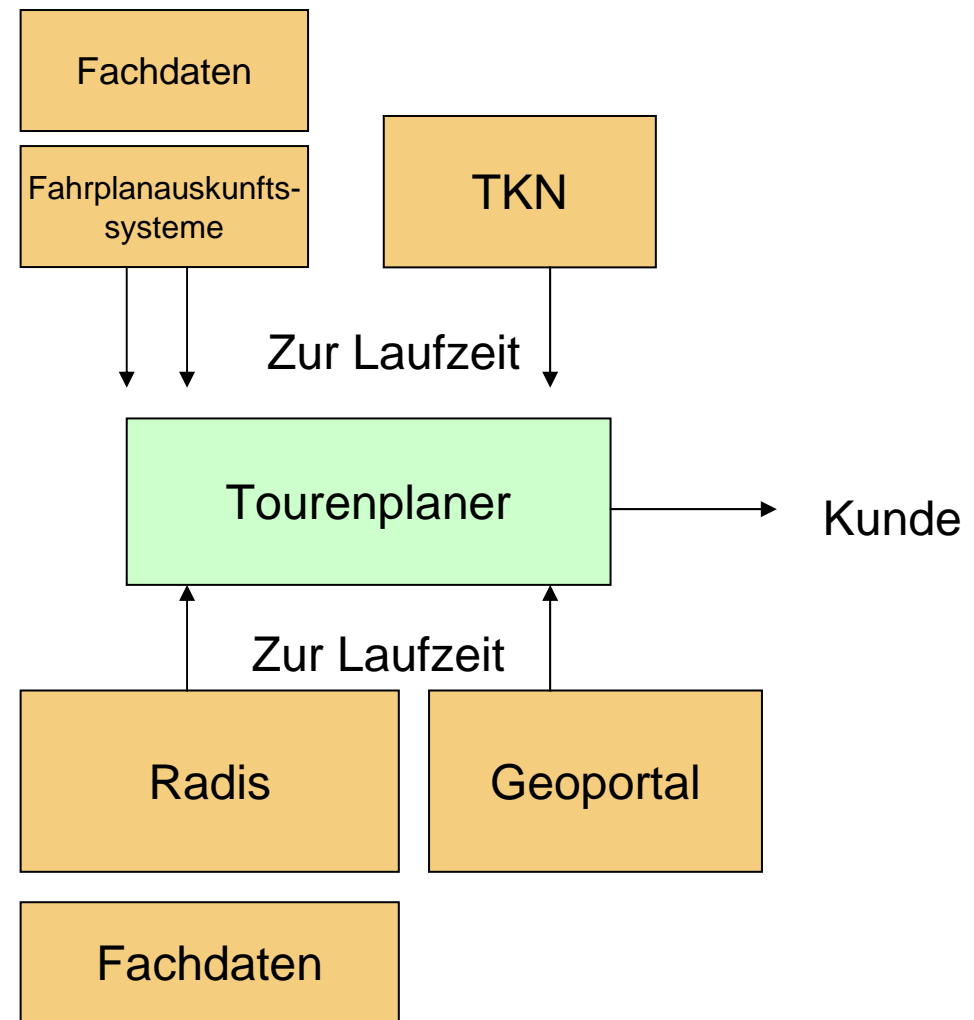 Fachdaten
Fahrplanauskunfts-
systeme
TKN
Zur Laufzeit
Tourenplaner
Kunde
Zur Laufzeit
Radis
Geoportal
Fachdaten